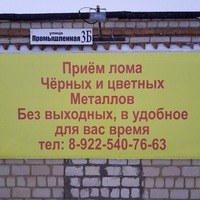 улица
Промышленная 3Б
Приём лома
Чёрных и цветных
Металлов
Без выходных, в удобное
для вас время
тел: 8-922-540-76-63